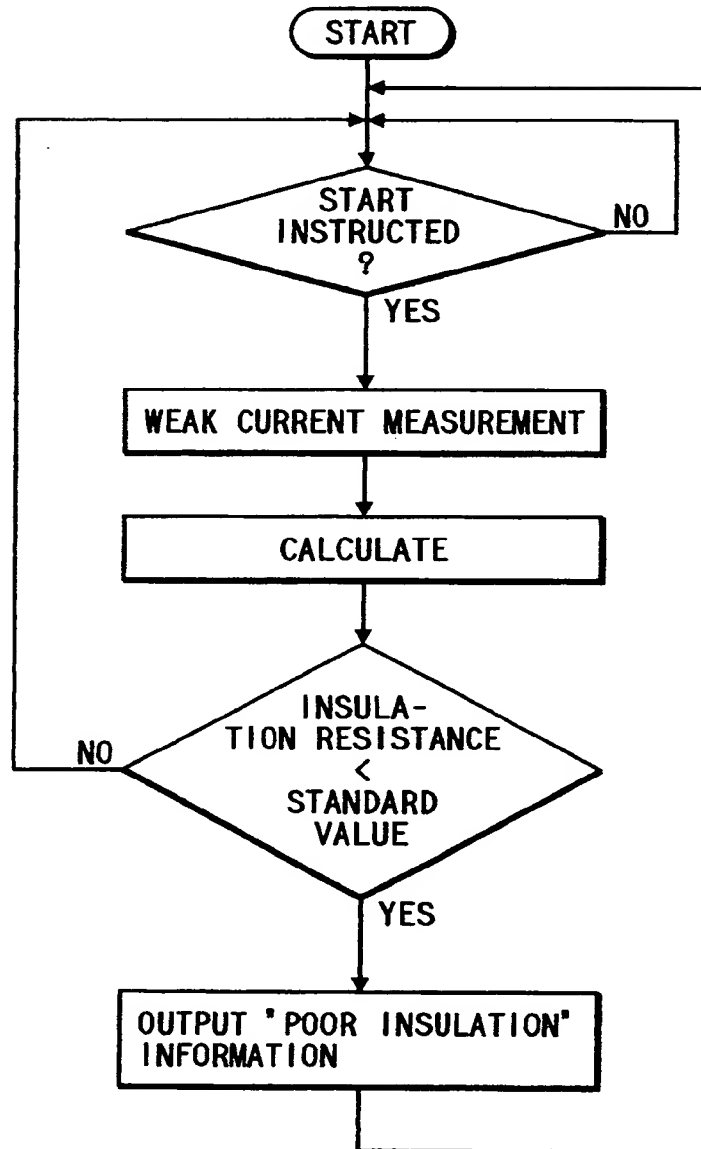 START
START
INSTRUCTED
?
NO
YES
WEAK CURRENT MEASUREMENT
CALCULATE
INSULA-
TION RESISTANCE
<
STANDARD
VALUE
NO
YES
OUTPUT "POOR INSULATION"
INFORMATION